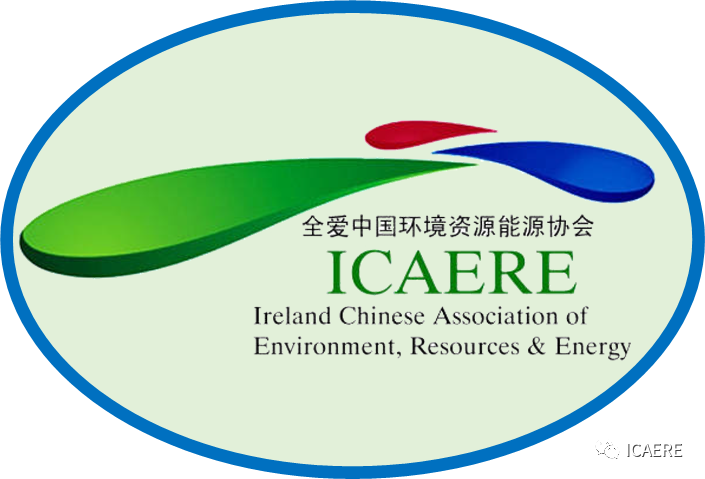 全爱中国环境资源能源协会
ICAERE
Ireland Chinese Association of
Environment, Resources & Energy
ICAERE